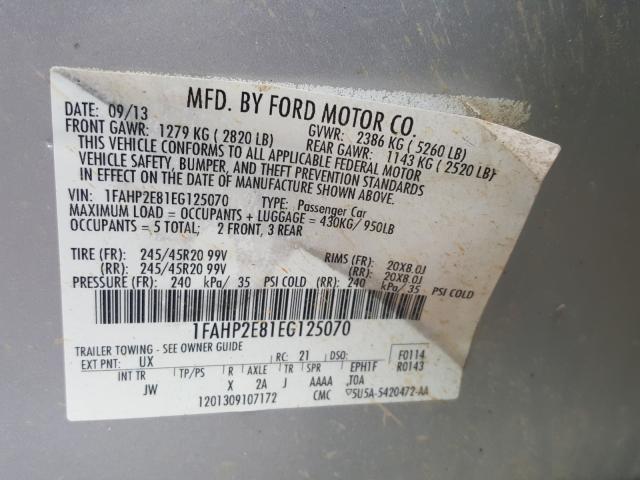 MFD. BY FORD MOTOR CO.
DATE: 09/13
GVWR: 2386 KG ( 5260 LB)
FRONT GAWR: 1279 KG ( 2820 LB)
REAR GAWR: 1143 KG ( 2520 LB)
THIS VEHICLE CONFORMS TO ALL APPLICABLE FEDERAL MOTOR
VEHICLE SAFETY, BUMPER, AND THEFT PREVENTION STANDARDS
IN EFFECT ON THE DATE OF MANUFACTURE SHOWN ABOVE.
VIN: 1FAHP2E81EG125070 TYPE: Passenger Car
MAXIMUM LOAD = OCCUPANTS + LUGGAGE = 430KG/ 950LB
OCCUPANTS = 5 TOTAL; 2 FRONT, 3 REAR
TIRE (FR): 245/45R20 99V RIMS (FR): 20X8.0J
(RR): 245/45R20 99V (RR): 20X8.0J
PRESSURE (FR): 240 kPa/ 35 PSI COLD (RR): 240 kPa/ 35 PSI COLD
1FAHP2E81EG125070
TRAILER TOWING - SEE OWNER GUIDE
F0114
EXT PNT: UX RC: 21 DSO: R0143
INT TR TP/PS R AXLE TR SPR EPH1F
JW X 2A J AAAA .TOA
1201309107172 CMC 5U5A-5420472-AA